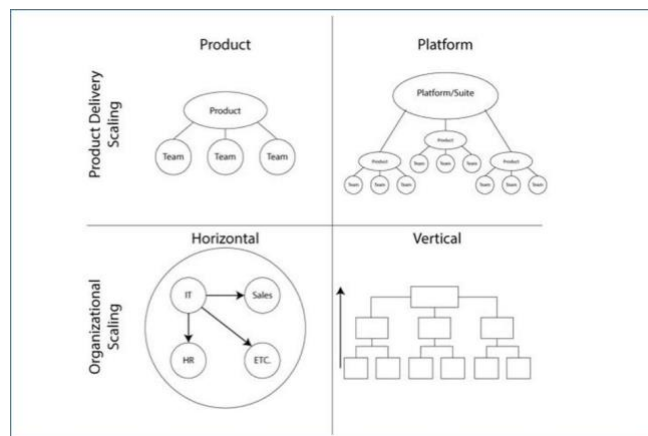 Product
Platform
Product Delivery
Scaling
Product
Team
Team
Team
Platform/Suite
Product
Team
Team
Team
Product
Team
Team
Team
Product
Team
Team
Team
Horizontal
Vertical
Organizational
Scaling
IT
Sales
HR
ETC.